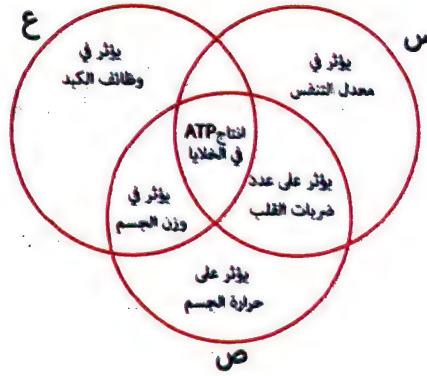 ع
س
يؤثر في
وظائف الكبد
يؤثر في
معدل التنفس
انتاج ATP
في الخلايا
يؤثر على عدد
ضربات القلب
يؤثر في
وزن الجسم
يؤثر على
حرارة الجسم
ص